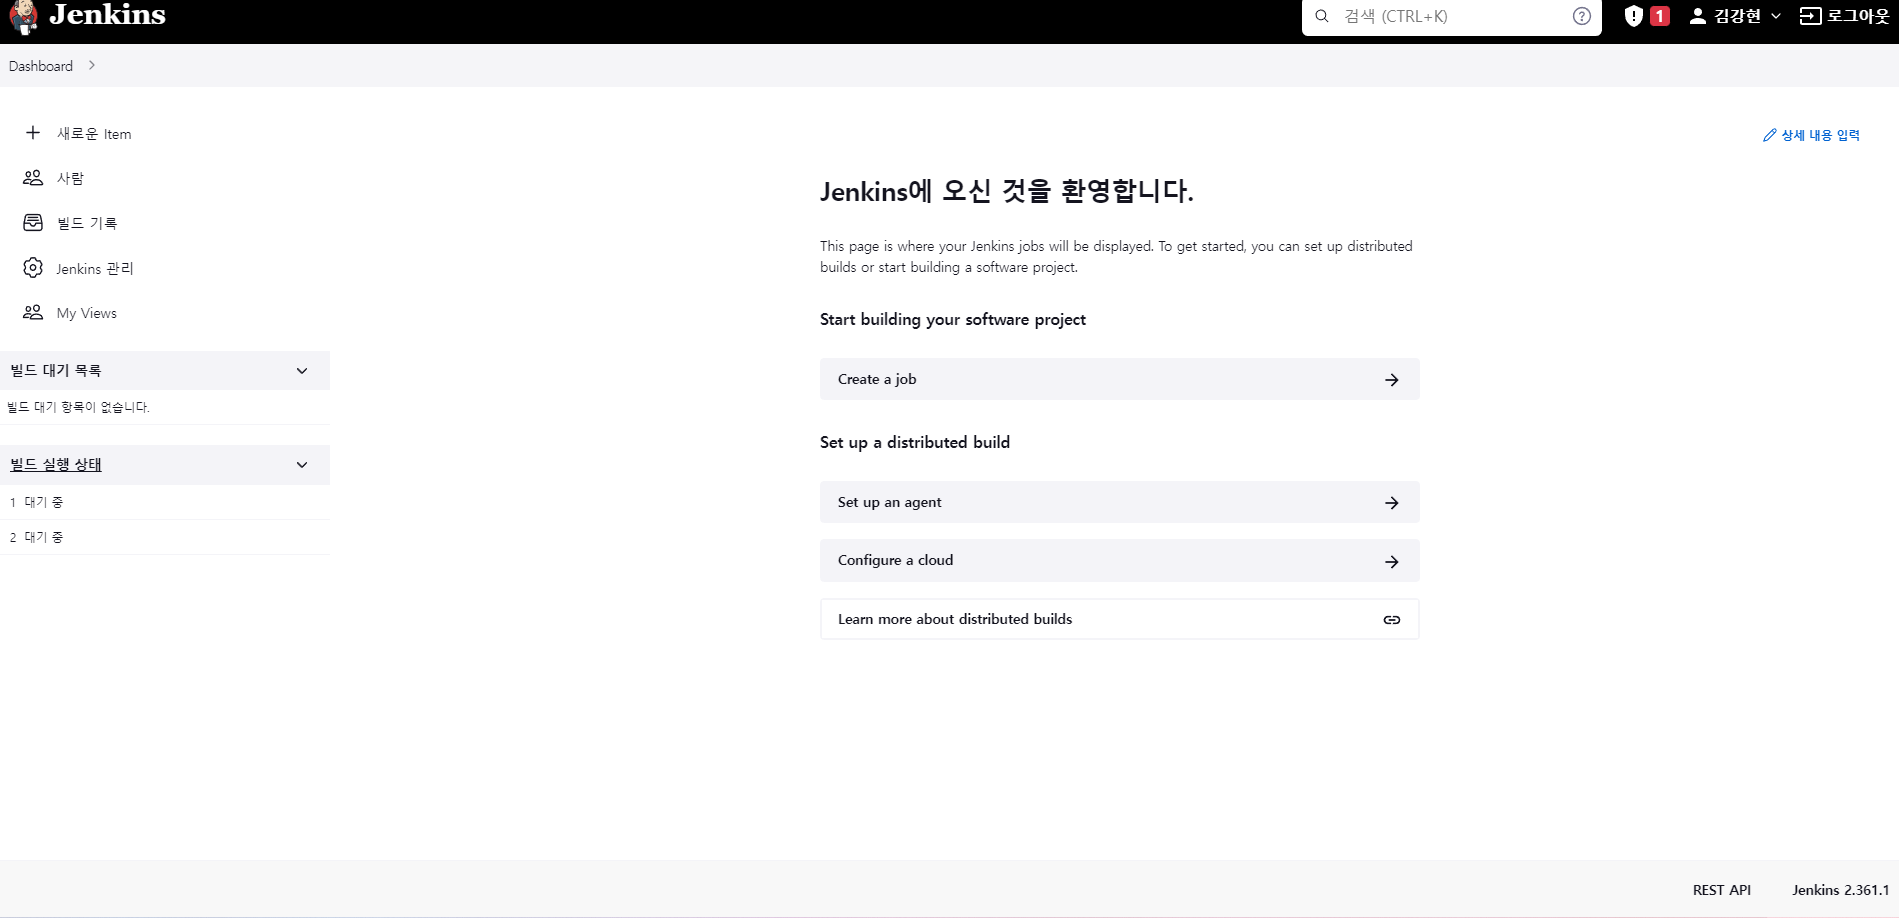 Jenkins
검색 (CTRL+K)
1
김강현
로그아웃
Dashboard
새로운 Item
사람
빌드 기록
Jenkins 관리
My Views
빌드 대기 목록
빌드 대기 항목이 없습니다.
빌드 실행 상태
1 대기 중
2 대기 중
상세 내용 입력
Jenkins에 오신 것을 환영합니다.
This page is where your Jenkins jobs will be displayed. To get started, you can set up distributed
builds or start building a software project.
Start building your software project
Create a job
Set up a distributed build
Set up an agent
Configure a cloud
Learn more about distributed builds
REST API
Jenkins 2.361.1